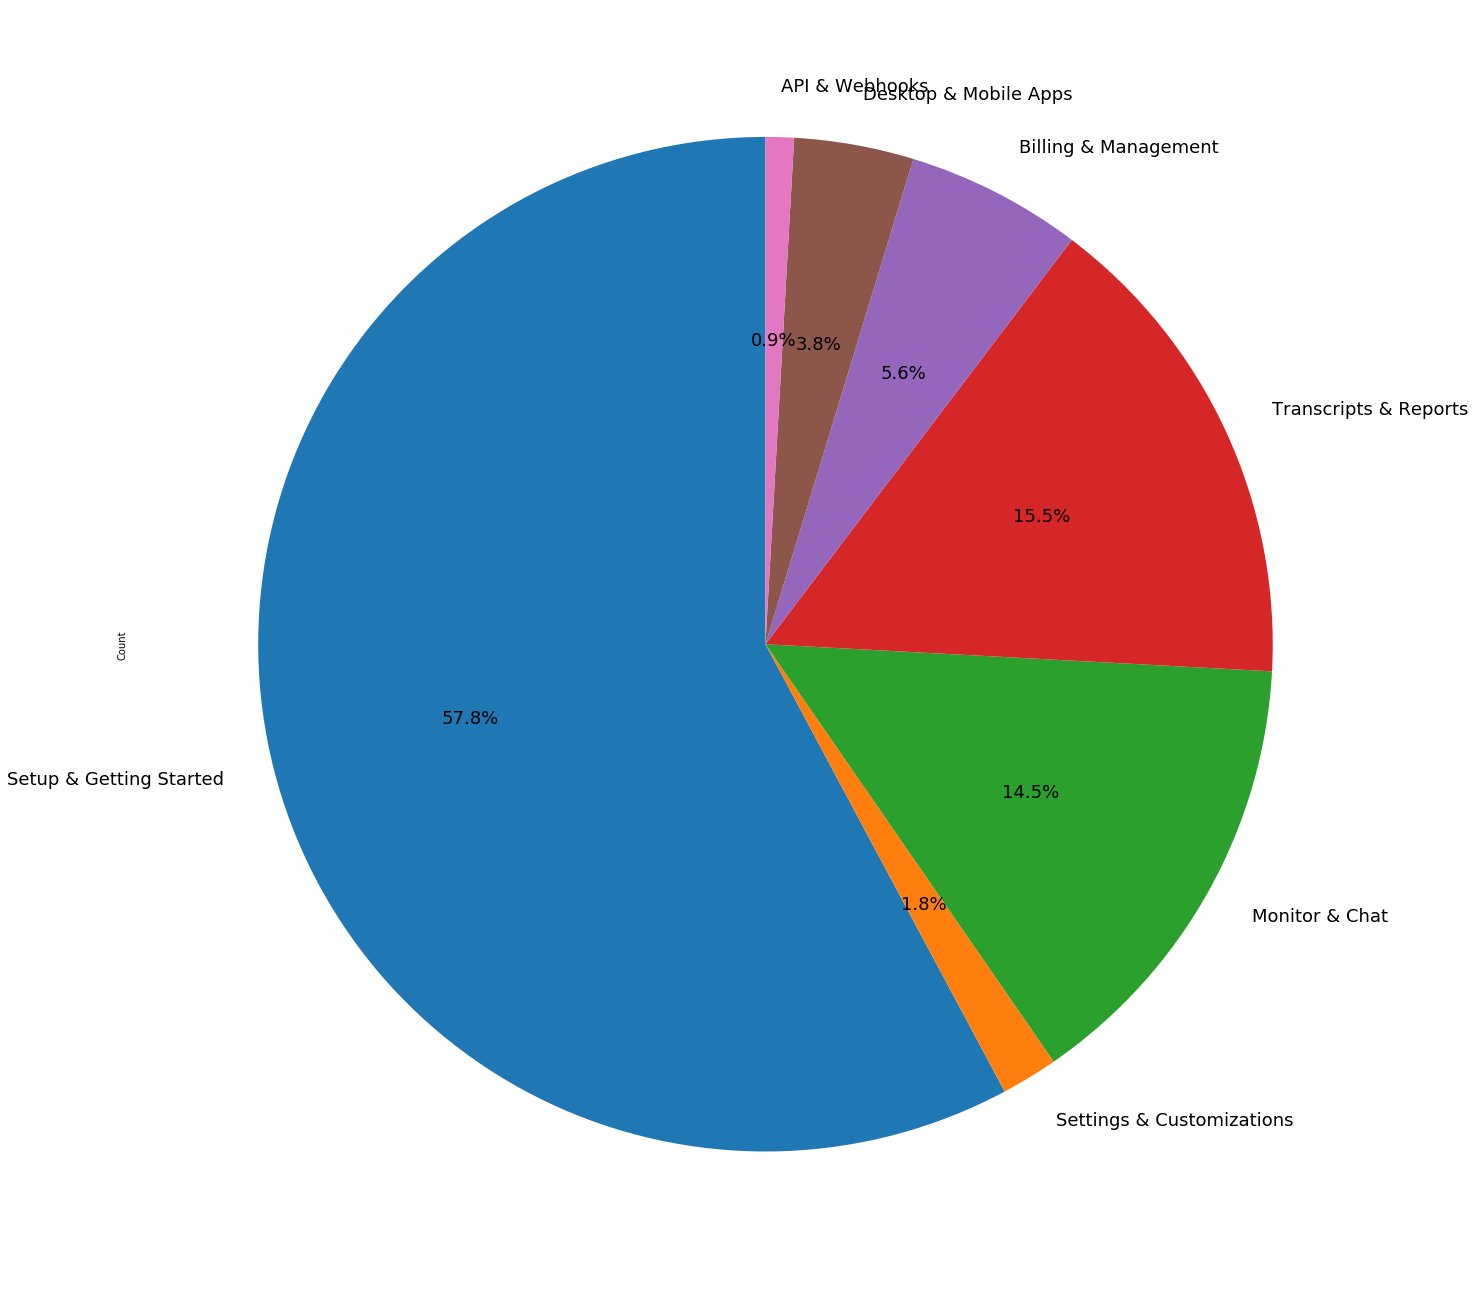 API & Webhooks
Desktop & Mobile Apps
Billing & Management
0.9%
3.8%
5.6%
Transcripts & Reports
15.5%
Count
57.8%
Setup & Getting Started
14.5%
1.8%
Monitor & Chat
Settings & Customizations